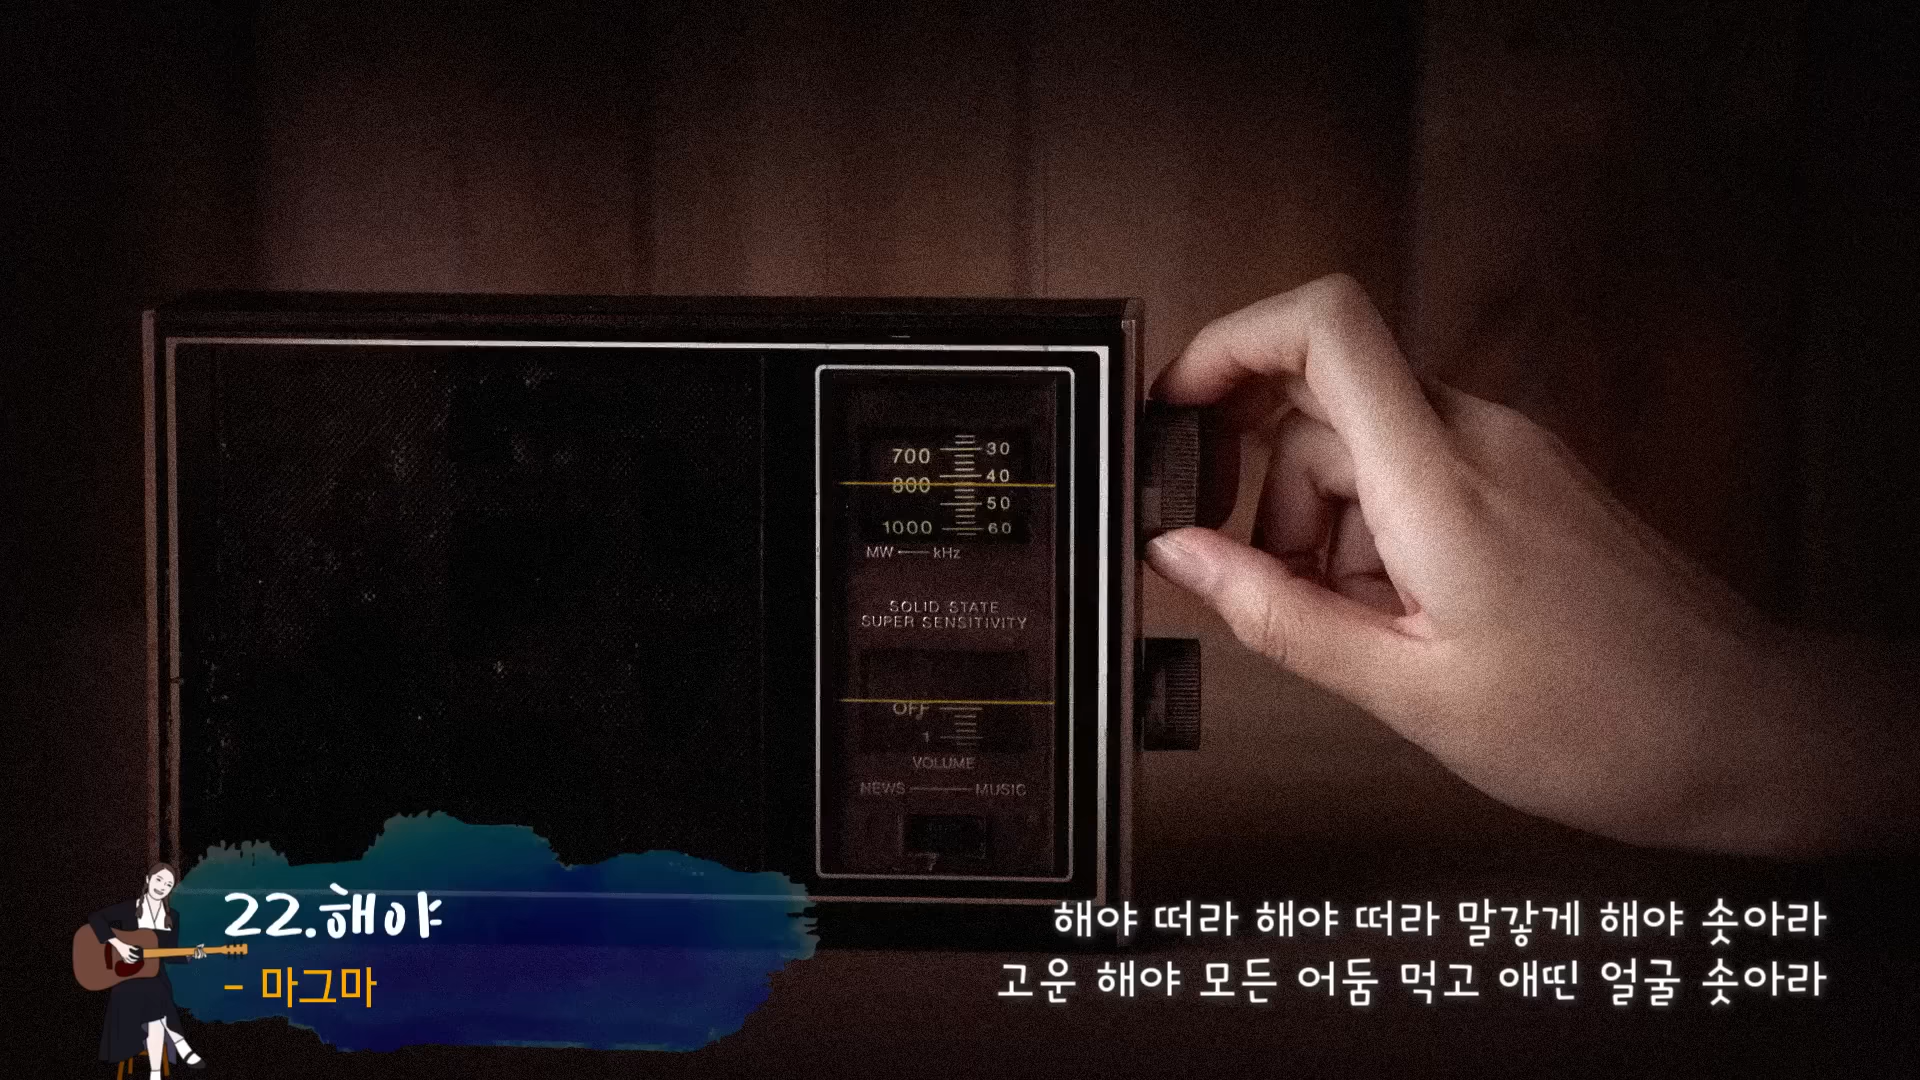 700 30
800 40
50
1000 60
MW kHz
SOLID STATE
SUPER SENSITIVITY
OFF
1
VOLUME
NEWS MUSIC
22.해야
- 마그마
해야 떠라 해야 떠라 말갛게 해야 솟아라
고운 해야 모든 어둠 먹고 애띤 얼굴 솟아라